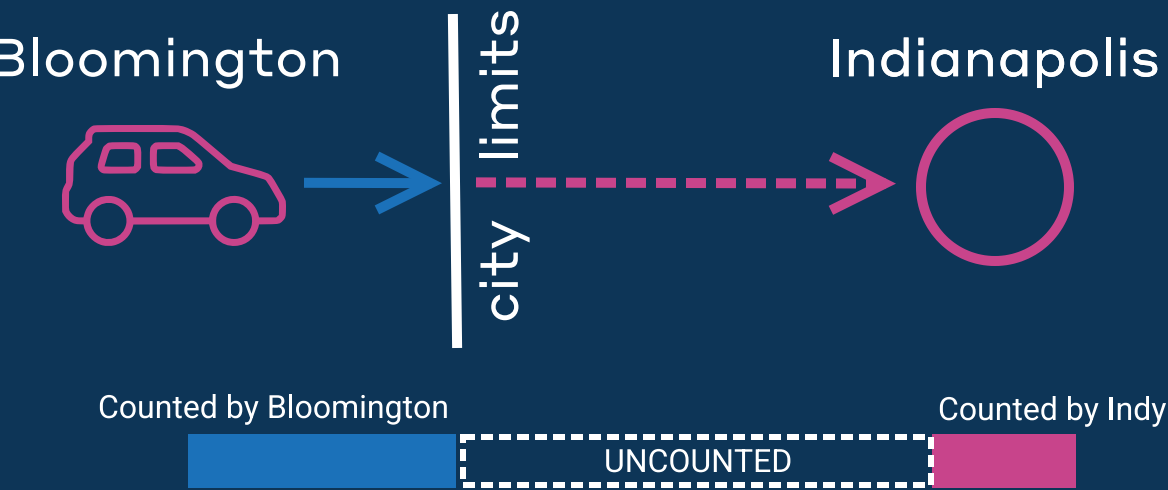 Bloomington
city limits
Indianapolis
Counted by Bloomington
Counted by Indy
UNCOUNTED